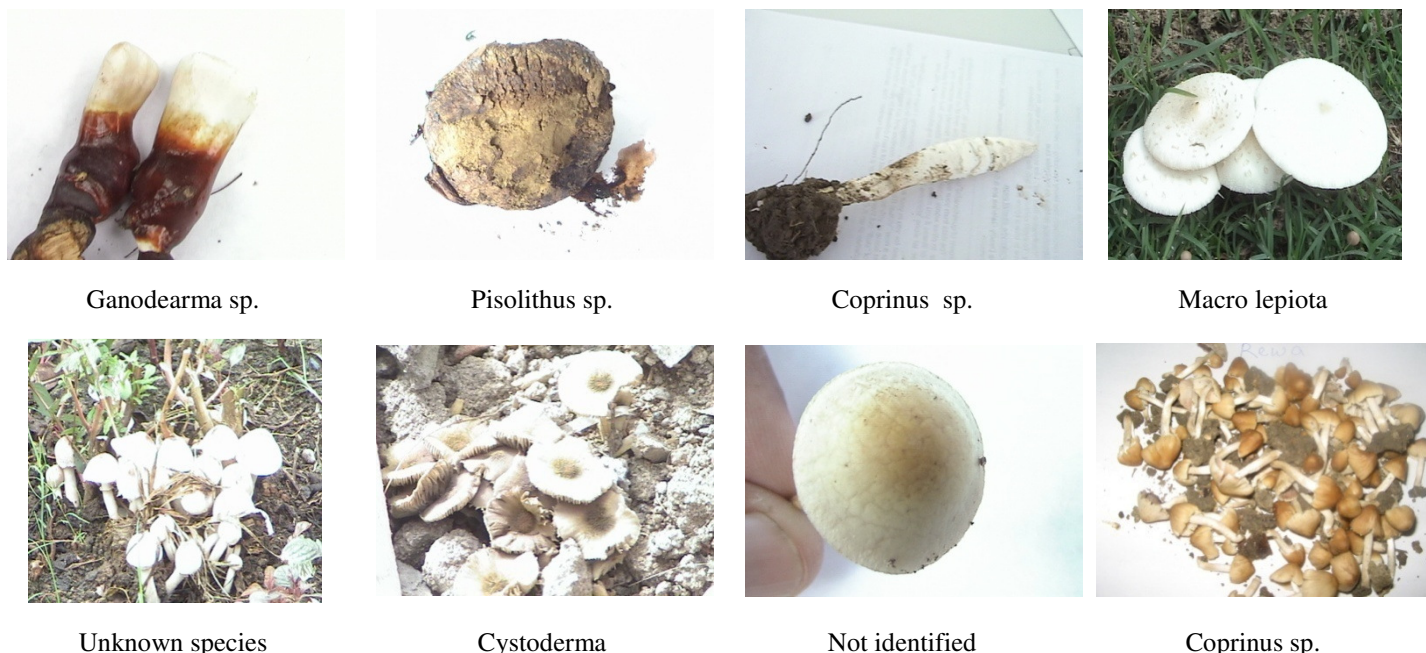 Ganodearma sp.
Pisolithus sp.
Coprinus sp.
Macro lepiota
Rewa
Unknown species
Cystoderma
Not identified
Coprinus sp.